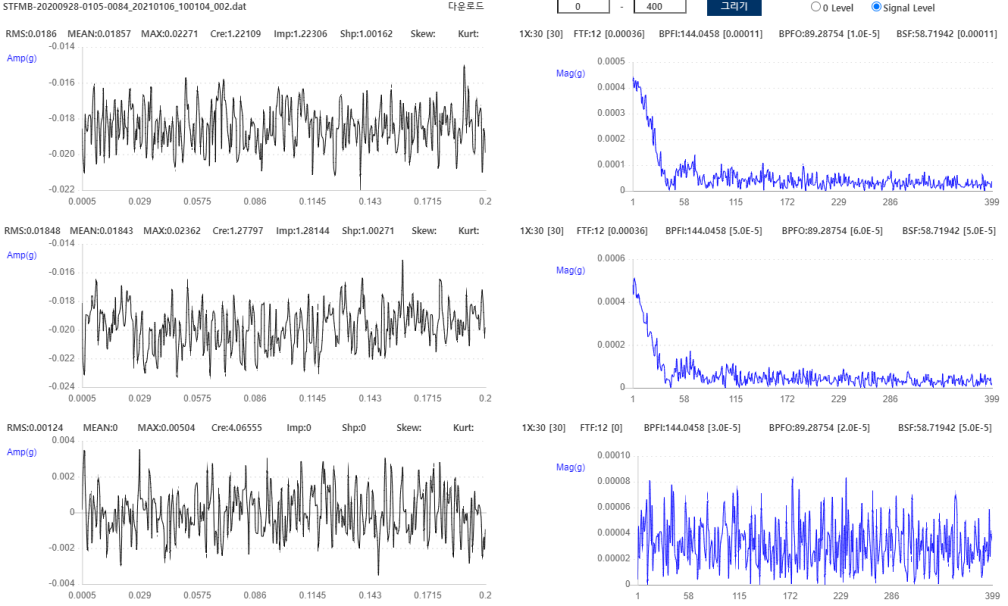 STFMB-20200928-0105-0084_20210106_100104_002.dat 다운로드 0 - 400 그리기 0 Level Signal Level
RMS:0.0186 MEAN:0.01857 MAX:0.02271 Cre:1.22109 Imp:1.22306 Shp:1.00162 Skew: Kurt:
Amp(g)
-0.014
-0.016
-0.018
-0.020
-0.022
0.0005 0.029 0.0575 0.086 0.1145 0.143 0.1715 0.2
1X:30 [30] FTF:12 [0.00036] BPFI:144.0458 [0.00011] BPFO:89.28754 [1.0E-5] BSF:58.71942 [0.00011]
Mag(g)
0.0005
0.0004
0.0003
0.0002
0.0001
0
1 58 115 172 229 286 399
RMS:0.01848 MEAN:0.01843 MAX:0.02362 Cre:1.27797 Imp:1.28144 Shp:1.00271 Skew: Kurt:
Amp(g)
-0.014
-0.016
-0.018
-0.020
-0.022
-0.024
0.0005 0.029 0.0575 0.086 0.1145 0.143 0.1715 0.2
1X:30 [30] FTF:12 [0.00036] BPFI:144.0458 [5.0E-5] BPFO:89.28754 [6.0E-5] BSF:58.71942 [5.0E-5]
Mag(g)
0.0006
0.0004
0.0002
0
1 58 115 172 229 286 399
RMS:0.00124 MEAN:0 MAX:0.00504 Cre:4.06555 Imp:0 Shp:0 Skew: Kurt:
Amp(g)
0.004
0.002
0
-0.002
-0.004
0.0005 0.029 0.0575 0.086 0.1145 0.143 0.1715 0.2
1X:30 [30] FTF:12 [0] BPFI:144.0458 [3.0E-5] BPFO:89.28754 [2.0E-5] BSF:58.71942 [5.0E-5]
Mag(g)
0.00010
0.00008
0.00006
0.00004
0.00002
0
1 58 115 172 229 286 399